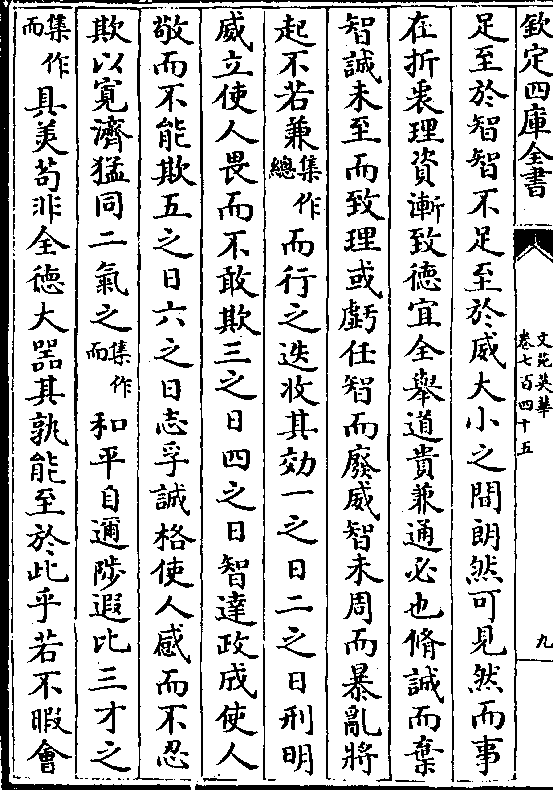 欽定四庫全書
文苑英華
卷七百四十五
九
足至於智智不足至於威大小之間朗然可見然而事
在折衷理資漸致德宜全舉道貴兼通必也脩誠而棄
智誠未至而致理或虧任智而廢威智未周而暴亂將
起不若兼集作總而行之迭收其効一之日二之日刑明
威立使人畏而不敢欺三之日四之日智達政成使人
敬而不能欺五之日六之日志孚誠格使人感而不忍
欺以寛濟猛同二氣之集作而和平自邇陟遐比三才之
集作而具美苟非全德大器其孰能至於此乎若不暇會